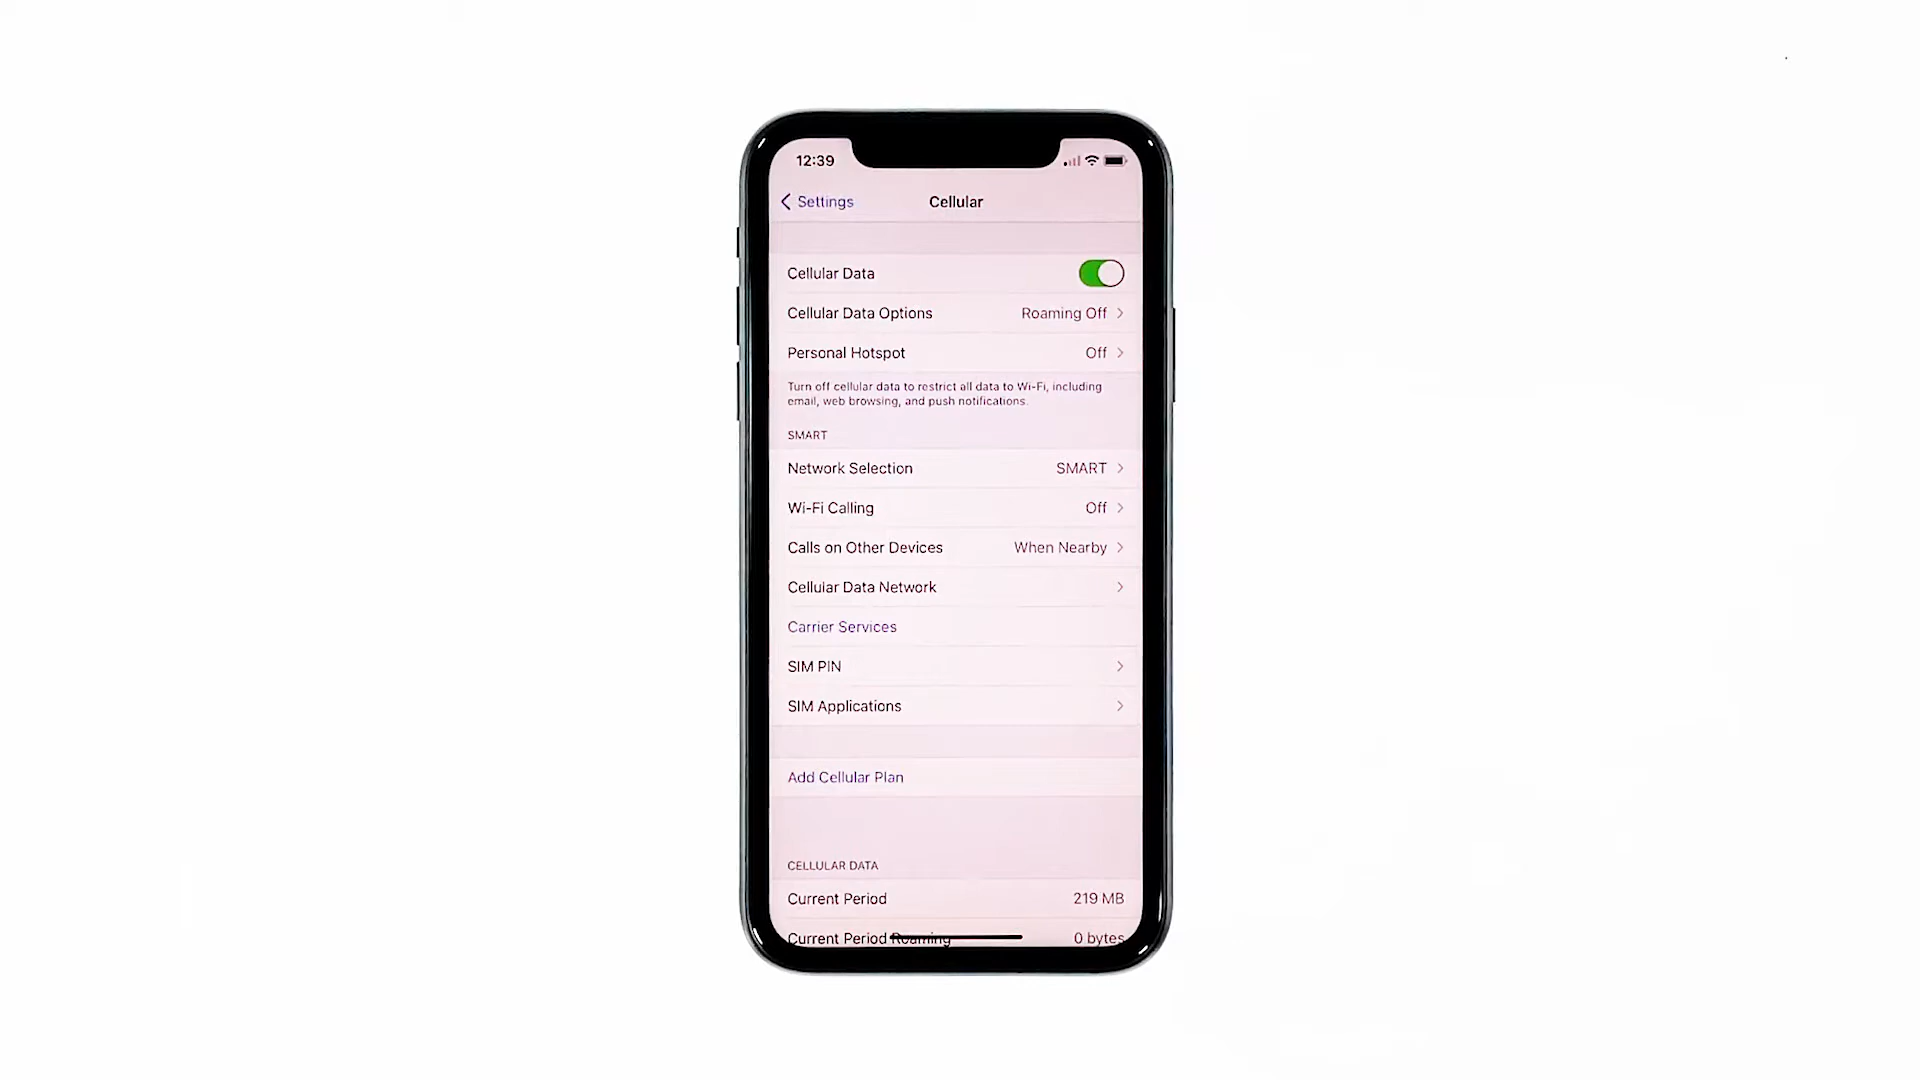 12:39
Settings
Cellular
Cellular Data
Cellular Data Options Roaming Off
Personal Hotspot Off
Turn off cellular data to restrict all data to Wi-Fi, including
email, web browsing, and push notifications.
SMART
Network Selection SMART
Wi-Fi Calling Off
Calls on Other Devices When Nearby
Cellular Data Network
Carrier Services
SIM PIN
SIM Applications
Add Cellular Plan
CELLULAR DATA
Current Period 219 MB
Current Period Roaming 0 bytes